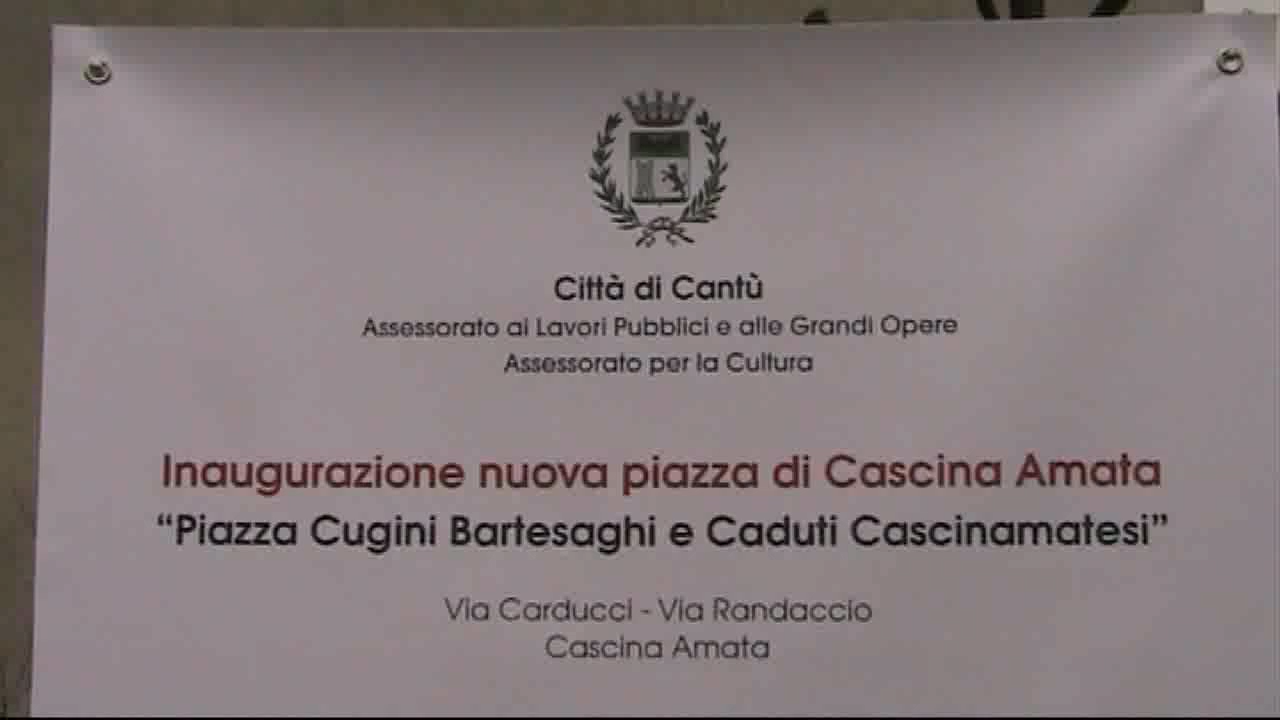 Città di Cantù
Assessorato ai Lavori Pubblici e alle Grandi Opere
Assessorato per la Cultura
Inaugurazione nuova piazza di Cascina Amata
“Piazza Cugini Bartesaghi e Caduti Cascinamatesi”
Via Carducci - Via Randaccio
Cascina Amata